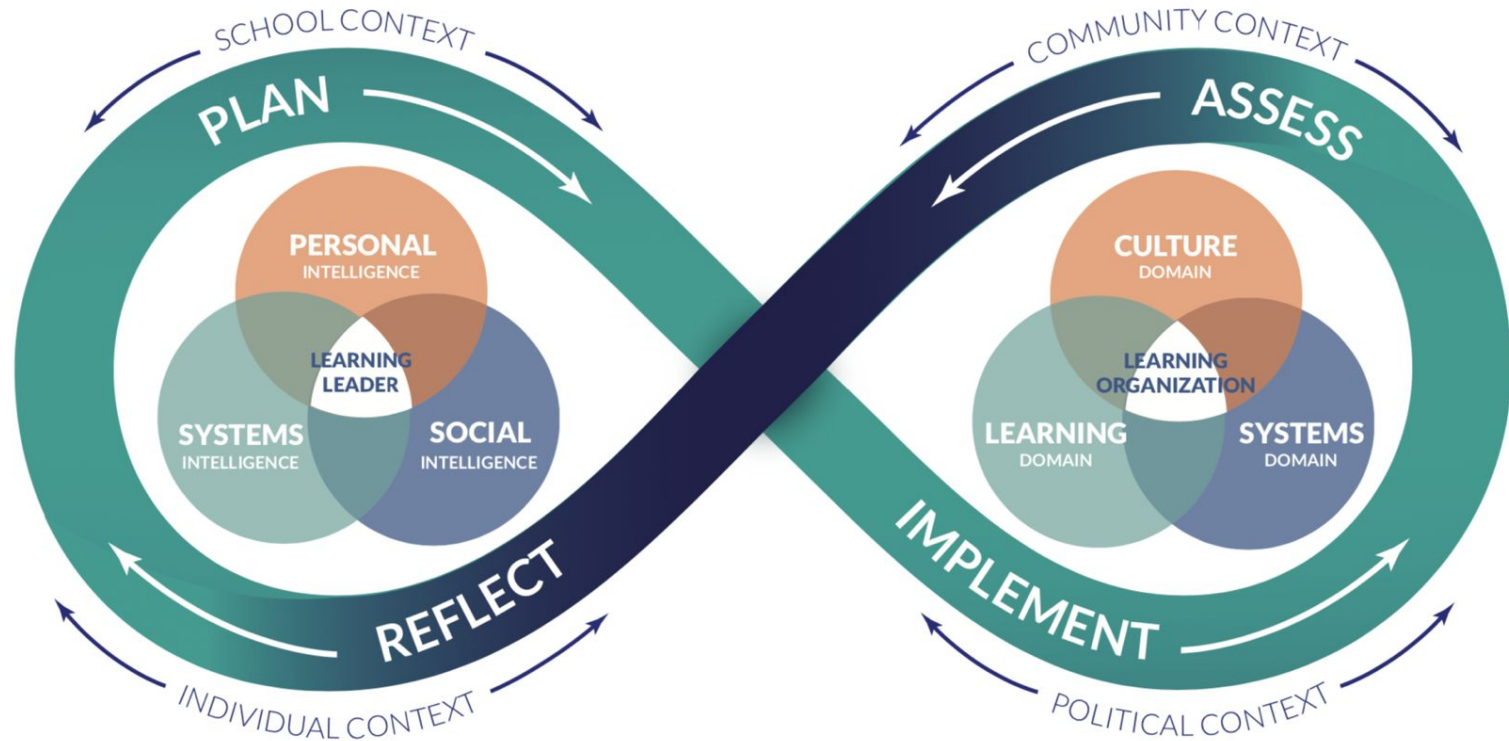 SCHOOL CONTEXT
COMMUNITY CONTEXT
PLAN
ASSESS
PERSONAL
INTELLIGENCE
LEARNING
LEADER
SYSTEMS
INTELLIGENCE
SOCIAL
INTELLIGENCE
CULTURE
DOMAIN
LEARNING
ORGANIZATION
LEARNING
DOMAIN
SYSTEMS
DOMAIN
REFLECT
IMPLEMENT
INDIVIDUAL CONTEXT
POLITICAL CONTEXT